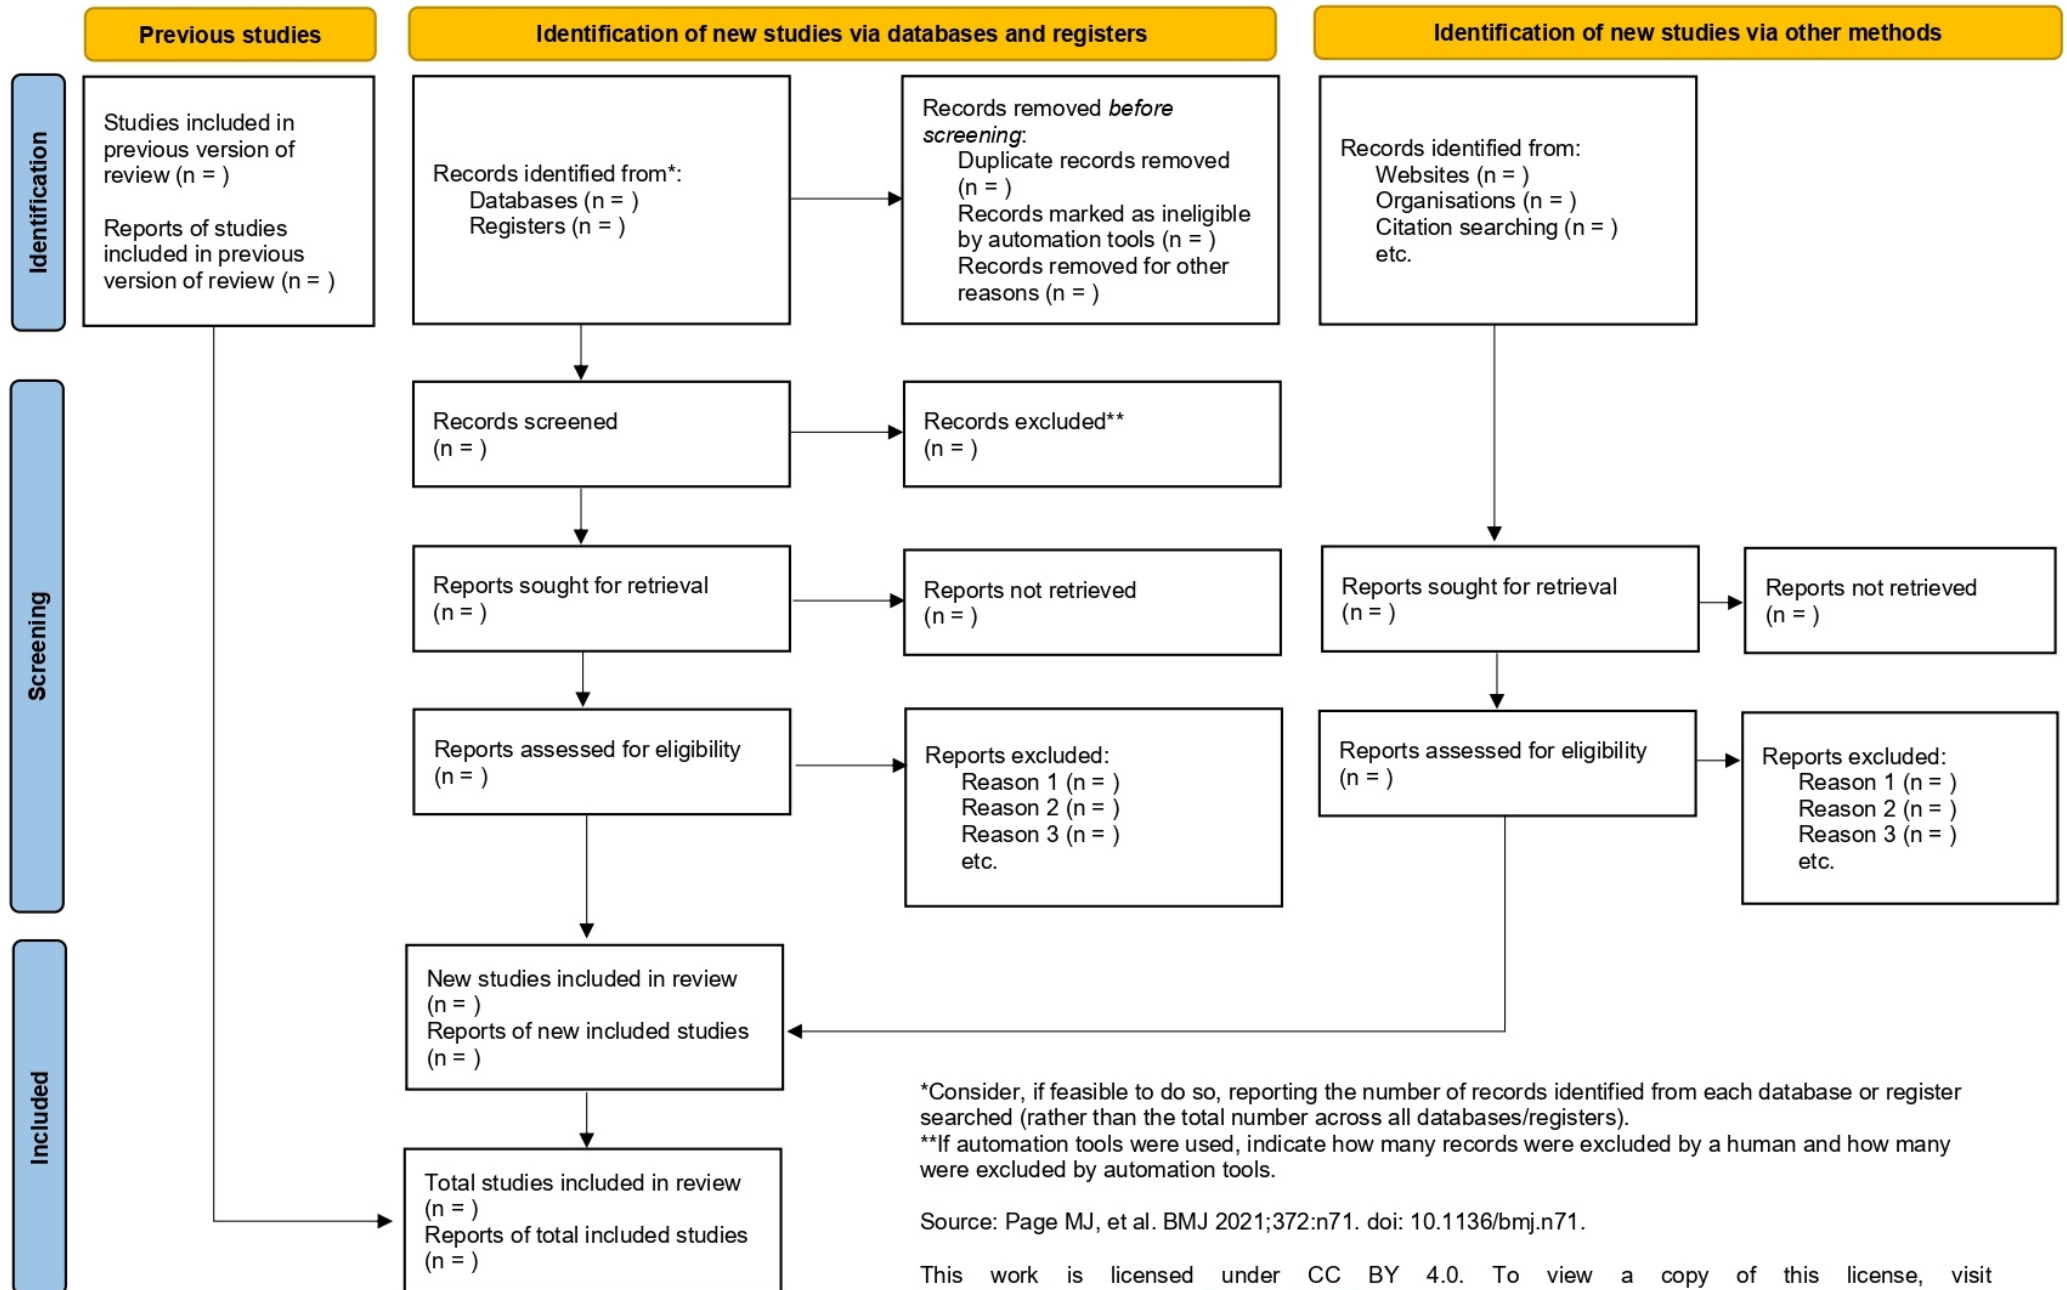 Previous studies
Identification of new studies via databases and registers
Identification of new studies via other methods
Identification
Studies included in
previous version of
review (n = )
Reports of studies
included in previous
version of review (n = )
Records identified from*:
Databases (n = )
Registers (n = )
Records removed before
screening:
Duplicate records removed
(n = )
Records marked as ineligible
by automation tools (n = )
Records removed for other
reasons (n = )
Records identified from:
Websites (n = )
Organisations (n = )
Citation searching (n = )
etc.
Screening
Records screened
(n = )
Records excluded**
(n = )
Reports sought for retrieval
(n = )
Reports not retrieved
(n = )
Reports sought for retrieval
(n = )
Reports not retrieved
(n = )
Reports assessed for eligibility
(n = )
Reports excluded:
Reason 1 (n = )
Reason 2 (n = )
Reason 3 (n = )
etc.
Reports assessed for eligibility
(n = )
Reports excluded:
Reason 1 (n = )
Reason 2 (n = )
Reason 3 (n = )
etc.
Included
New studies included in review
(n = )
Reports of new included studies
(n = )
Total studies included in review
(n = )
Reports of total included studies
(n = )
*Consider, if feasible to do so, reporting the number of records identified from each database or register
searched (rather than the total number across all databases/registers).
**If automation tools were used, indicate how many records were excluded by a human and how many
were excluded by automation tools.
Source: Page MJ, et al. BMJ 2021;372:n71. doi: 10.1136/bmj.n71.
This work is licensed under CC BY 4.0. To view a copy of this license, visit